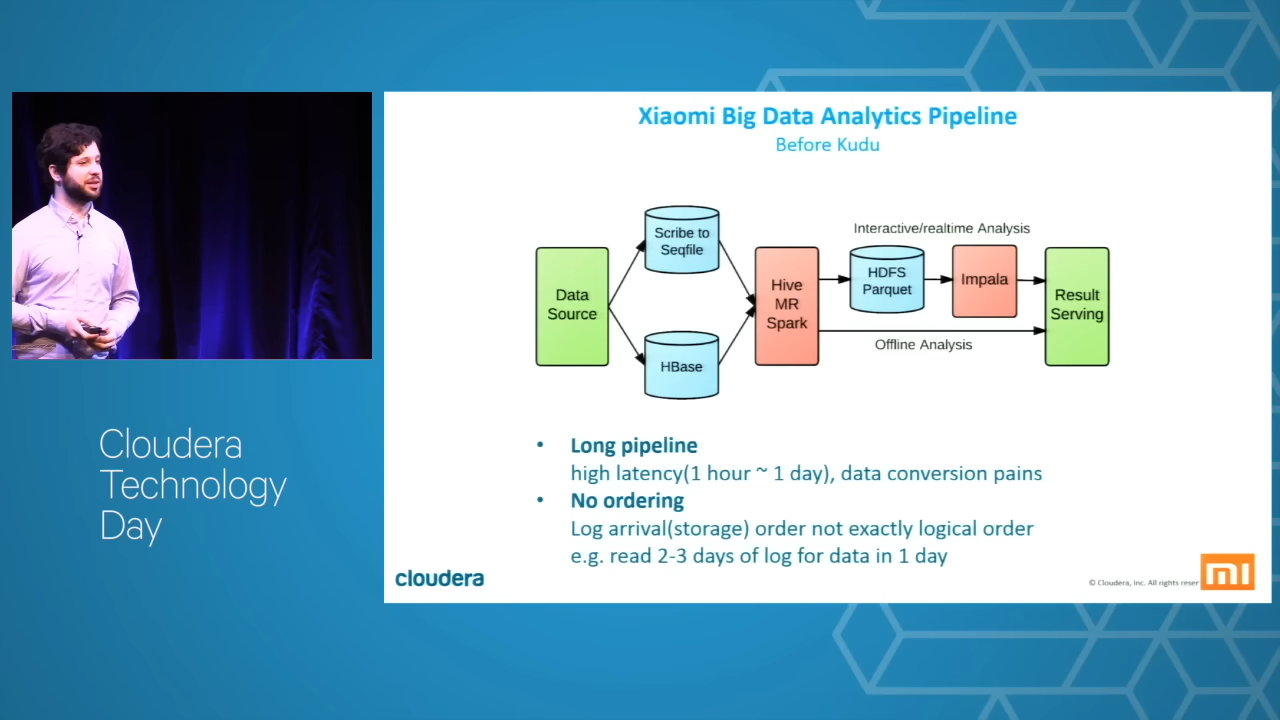 Xiaomi Big Data Analytics Pipeline
Before Kudu
Data
Source
Scribe to
Seqfile
HBase
Hive
MR
Spark
Interactive/realtime Analysis
HDFS
Parquet
Impala
Offline Analysis
Result
Serving
• Long pipeline
high latency(1 hour ~ 1 day), data conversion pains
• No ordering
Log arrival(storage) order not exactly logical order
e.g. read 2-3 days of log for data in 1 day
cloudera
© Cloudera, Inc. All rights reser
mi
Cloudera
Technology
Day